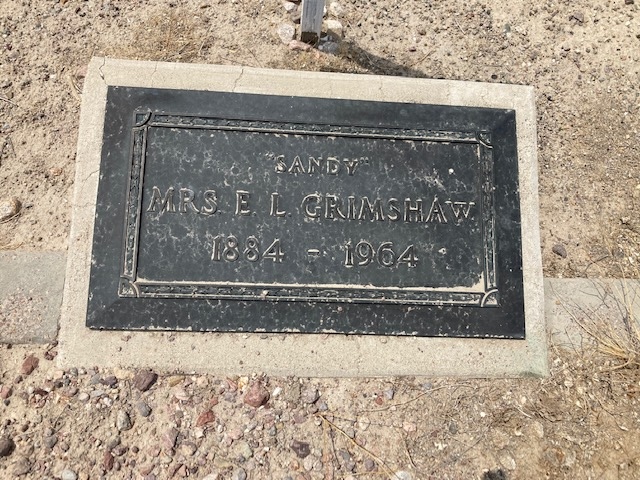 "SANDY"
MRS. E. L. GRIMSHAW
1884 - 1964